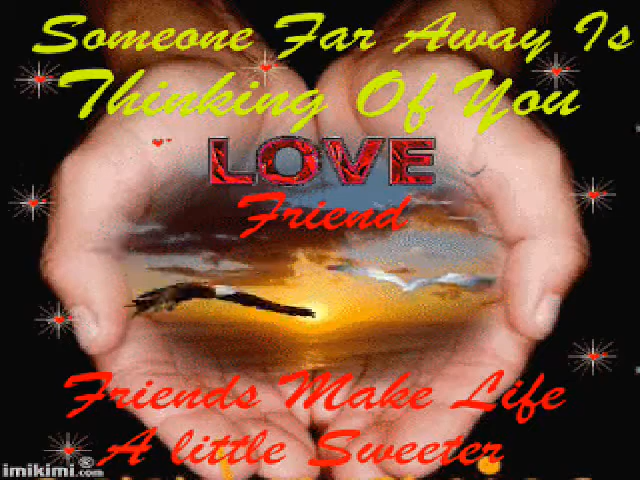 Someone Far Away Is
Thinking Of You
LOVE
Friend
Friends Make Life
A little Sweeter
imikimi.com